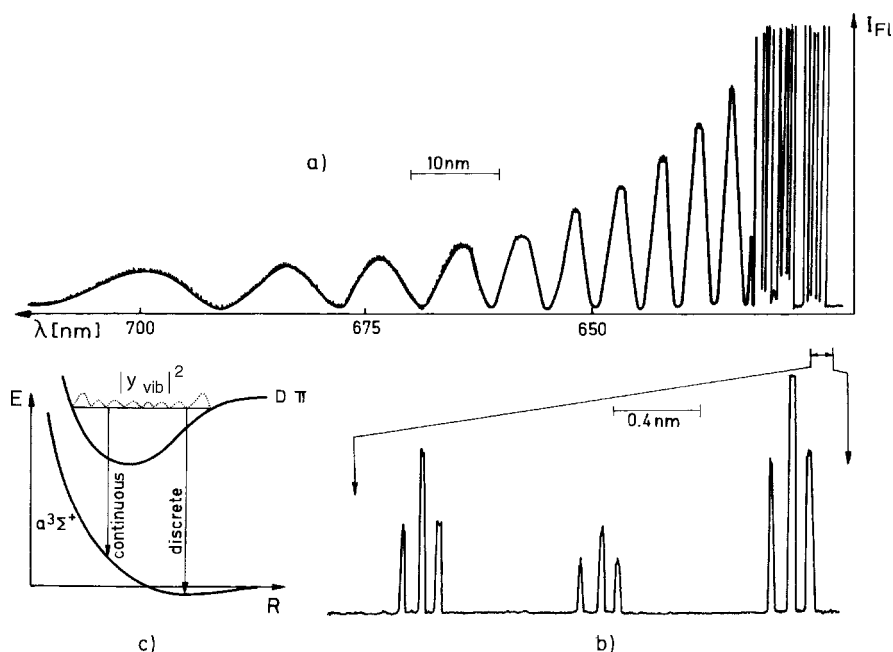 I_Fl
a)
10nm
λ [nm]
700
675
650
E
|y_vib|²
D π
a³Σ⁺
continuous
discrete
R
c)
0.4nm
b)